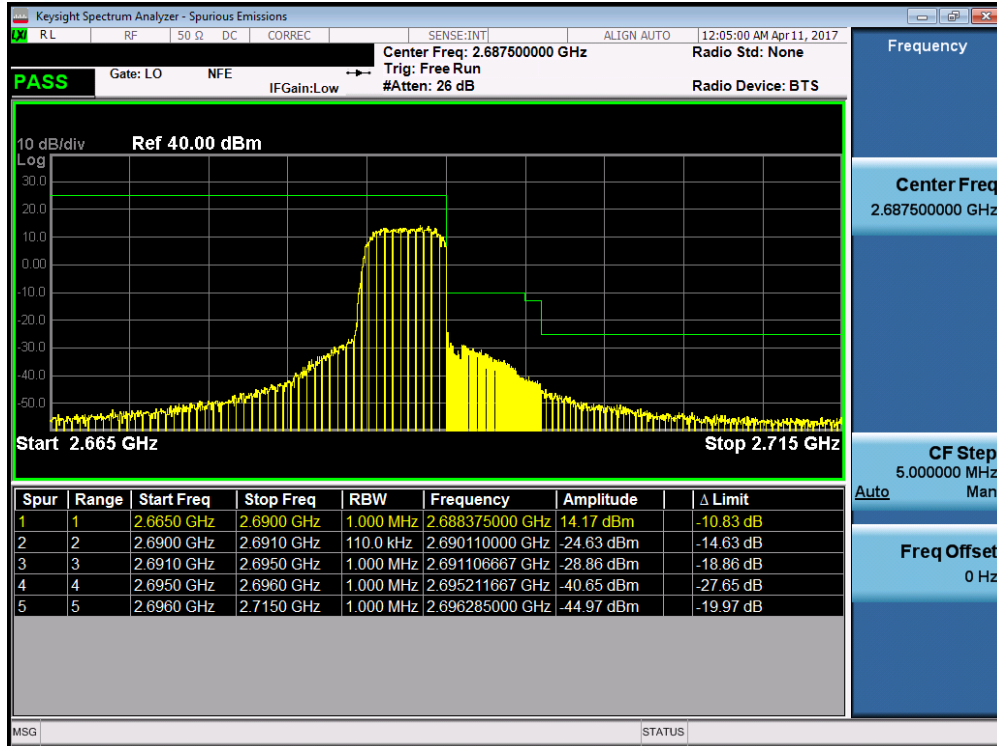 Keysight Spectrum Analyzer - Spurious Emissions
LXI RL RF 50 Ω DC CORREC SENSE:INT ALIGN AUTO 12:05:00 AM Apr 11, 2017
Center Freq: 2.687500000 GHz Radio Std: None
Trig: Free Run
PASS Gate: LO NFE IFGain:Low #Atten: 26 dB Radio Device: BTS
10 dB/div Ref 40.00 dBm
Log
30.0
20.0
10.0
0.00
-10.0
-20.0
-30.0
-40.0
-50.0
Start 2.665 GHz Stop 2.715 GHz
Spur Range Start Freq Stop Freq RBW Frequency Amplitude Δ Limit
1 1 2.6650 GHz 2.6900 GHz 1.000 MHz 2.688375000 GHz 14.17 dBm -10.83 dB
2 2 2.6900 GHz 2.6910 GHz 110.0 kHz 2.690110000 GHz -24.63 dBm -14.63 dB
3 3 2.6910 GHz 2.6950 GHz 1.000 MHz 2.691106667 GHz -28.86 dBm -18.86 dB
4 4 2.6950 GHz 2.6960 GHz 1.000 MHz 2.695211667 GHz -40.65 dBm -27.65 dB
5 5 2.6960 GHz 2.7150 GHz 1.000 MHz 2.696285000 GHz -44.97 dBm -19.97 dB
MSG STATUS
Frequency
Center Freq
2.687500000 GHz
CF Step
5.000000 MHz
Auto Man
Freq Offset
0 Hz